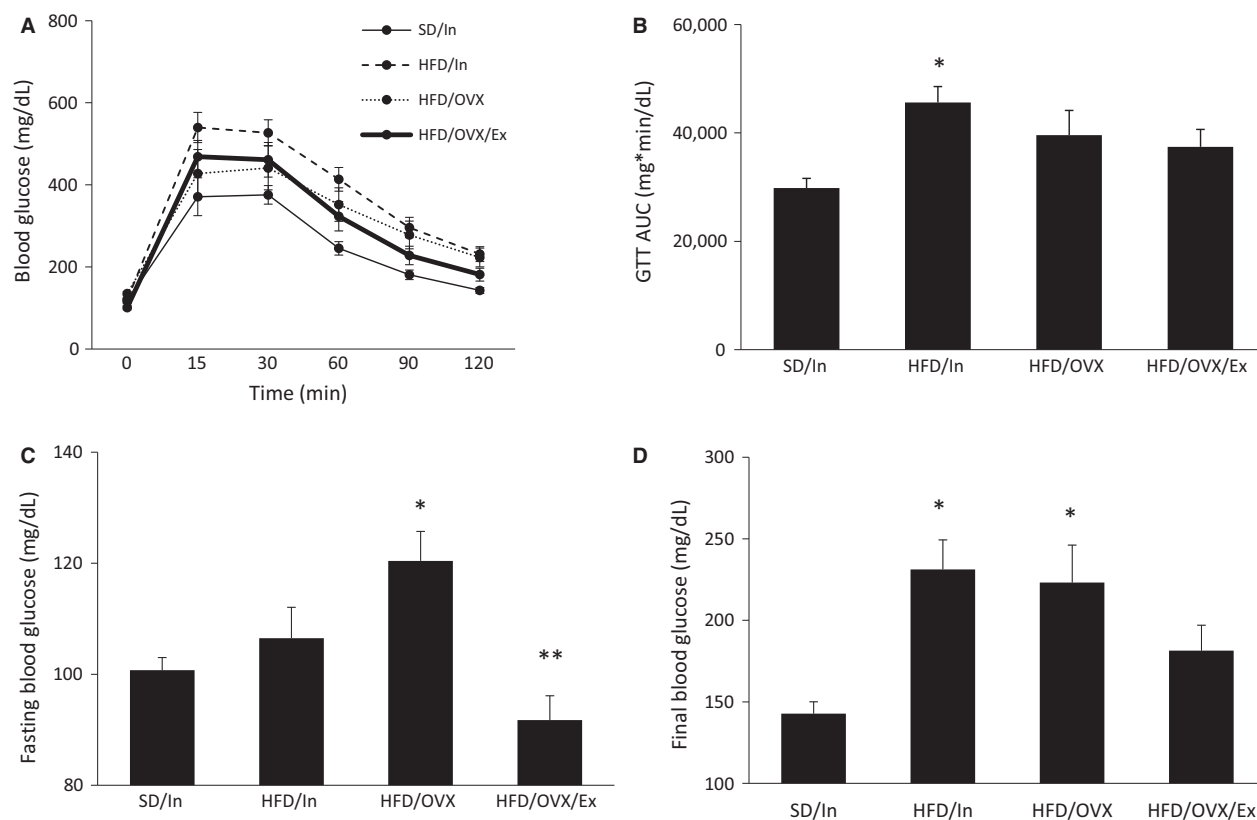 A
800
600
400
200
0
Blood glucose (mg/dL)
SD/In
HFD/In
HFD/OVX
HFD/OVX/Ex
0 15 30 60 90 120
Time (min)
B
60,000
40,000
20,000
0
GTT AUC (mg*min/dL)
*
SD/In HFD/In HFD/OVX HFD/OVX/Ex
C
140
120
100
80
Fasting blood glucose (mg/dL)
*
**
SD/In HFD/In HFD/OVX HFD/OVX/Ex
D
300
250
200
150
100
Final blood glucose (mg/dL)
* *
SD/In HFD/In HFD/OVX HFD/OVX/Ex